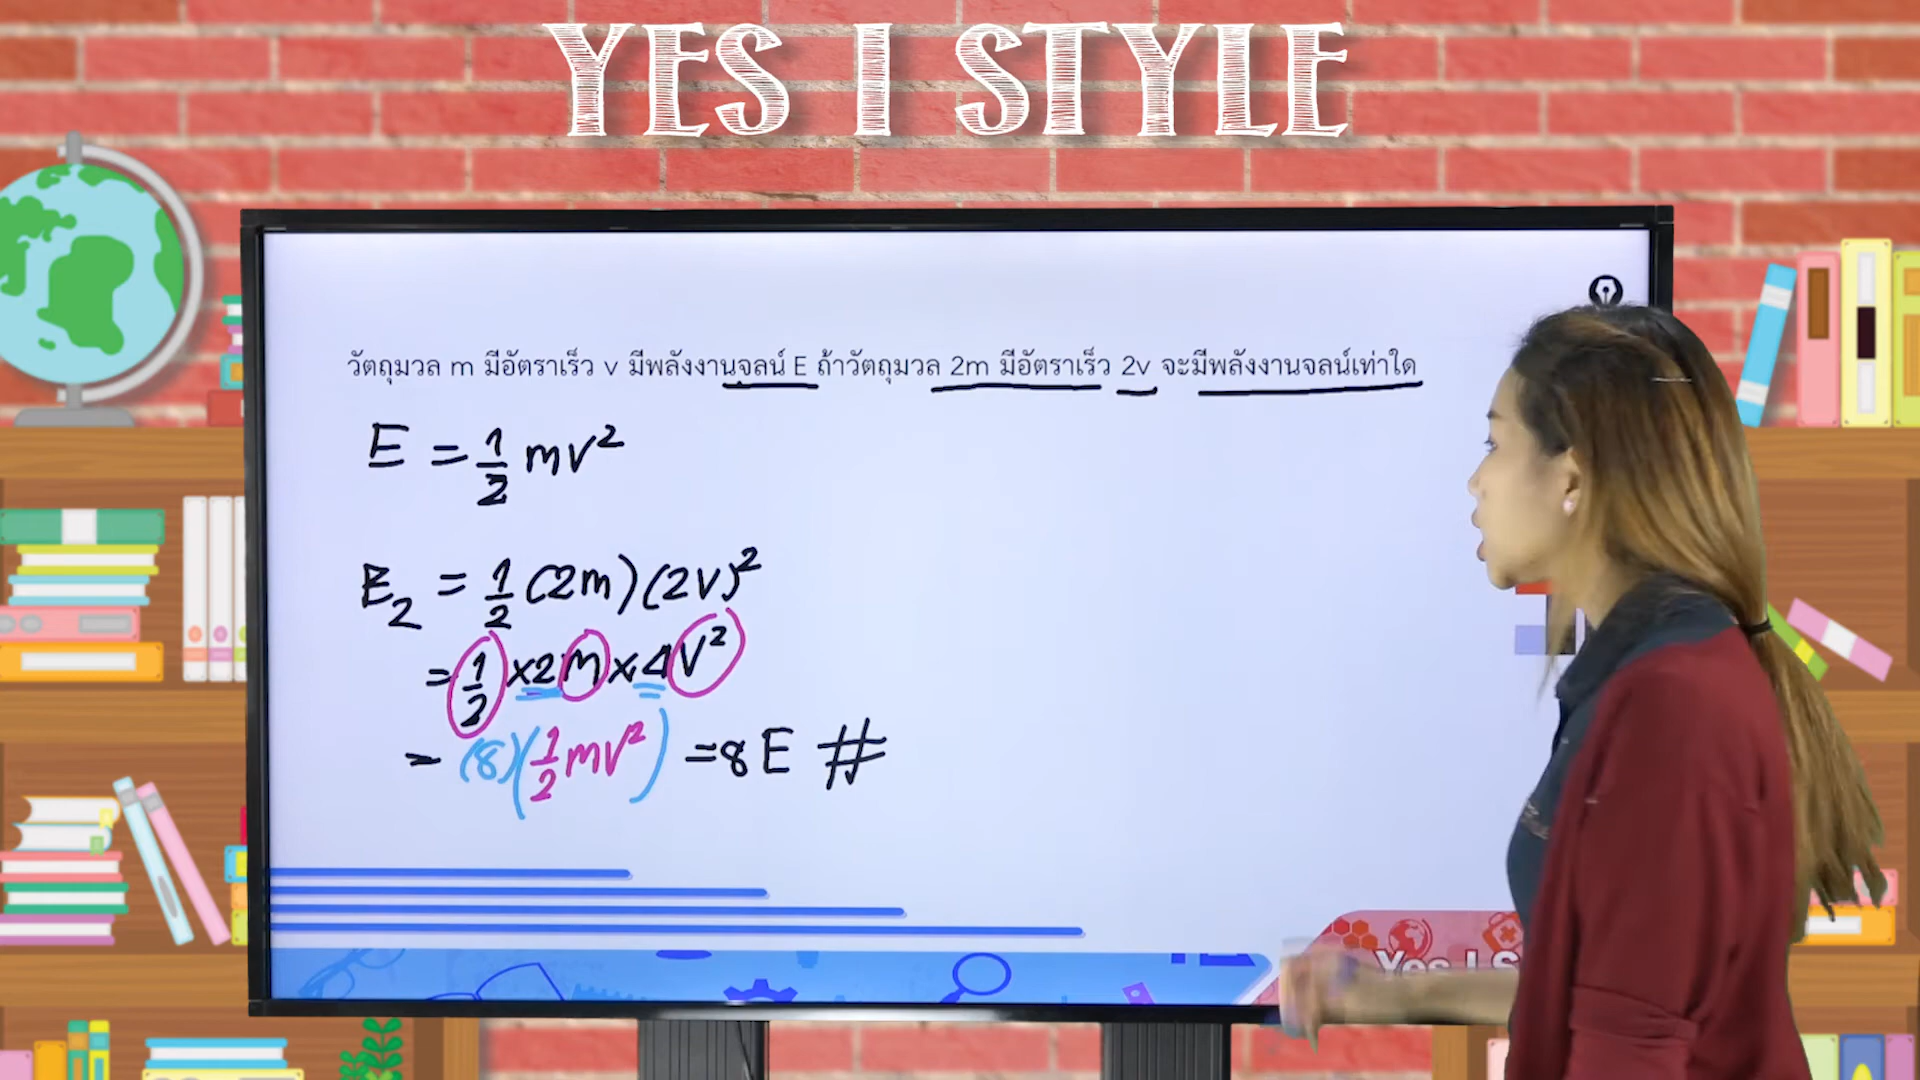 YES I STYLE
วัตถุมวล m มีอัตราเร็ว v มีพลังงานจลน์ E ถ้าวัตถุมวล 2m มีอัตราเร็ว 2v จะมีพลังงานจลน์เท่าใด
E = 1/2 mv²
E₂ = 1/2 (2m)(2v)²
= 1/2 ×2m×4v²
= (8)(1/2 mv²) = 8E #
Yes I S